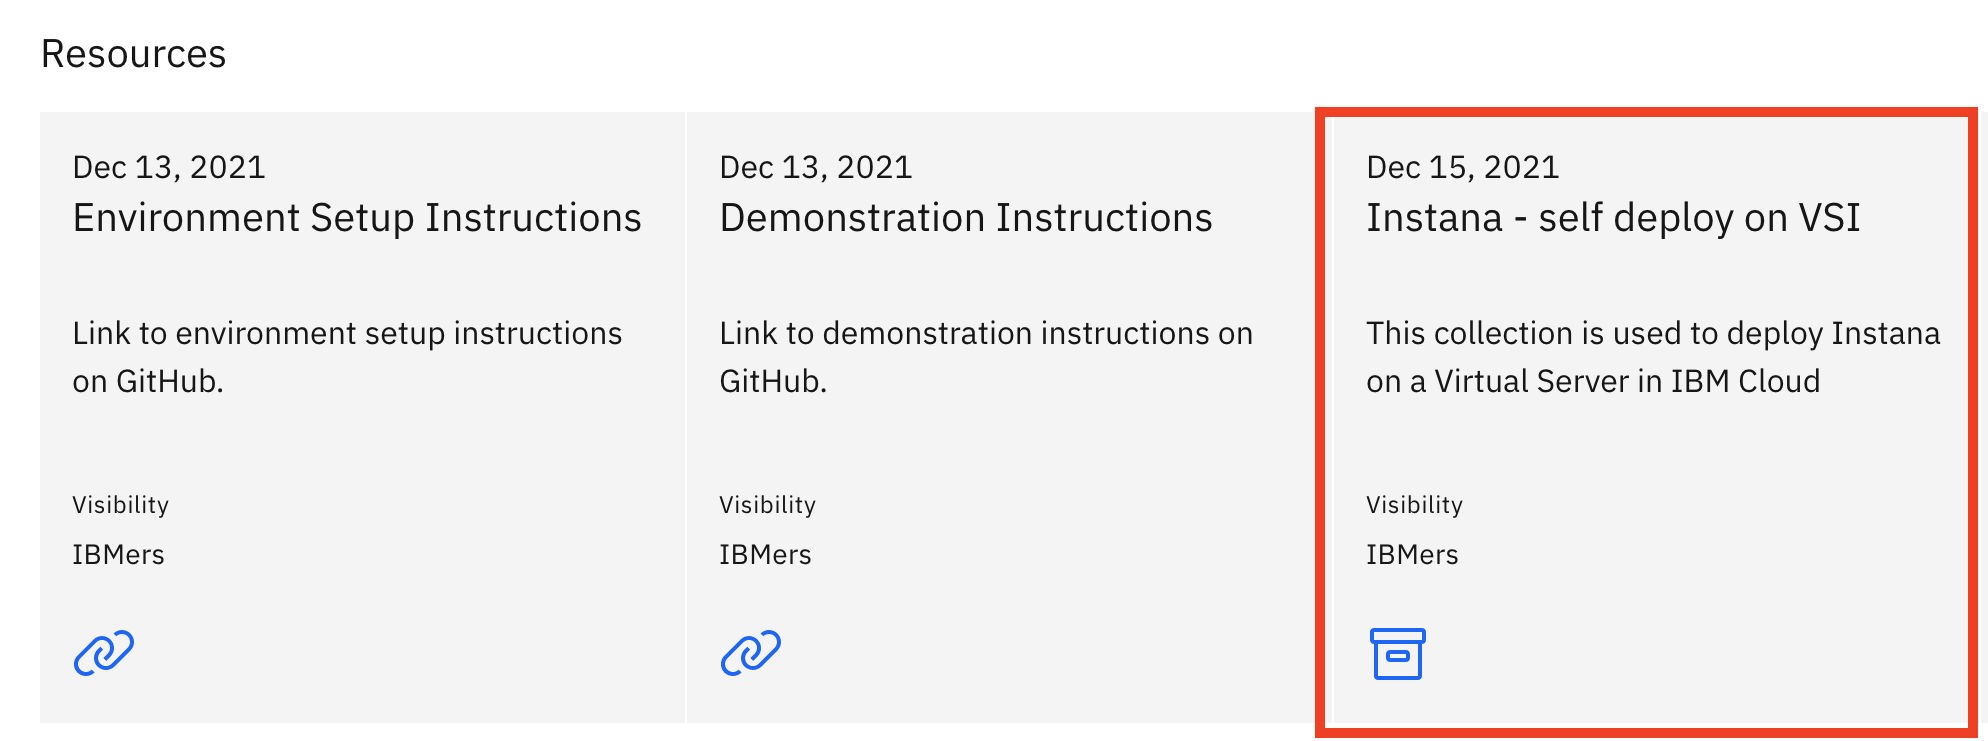 Resources
Dec 13, 2021
Environment Setup Instructions
Link to environment setup instructions
on GitHub.
Visibility
IBMers
Dec 13, 2021
Demonstration Instructions
Link to demonstration instructions on
GitHub.
Visibility
IBMers
Dec 15, 2021
Instana - self deploy on VSI
This collection is used to deploy Instana
on a Virtual Server in IBM Cloud
Visibility
IBMers